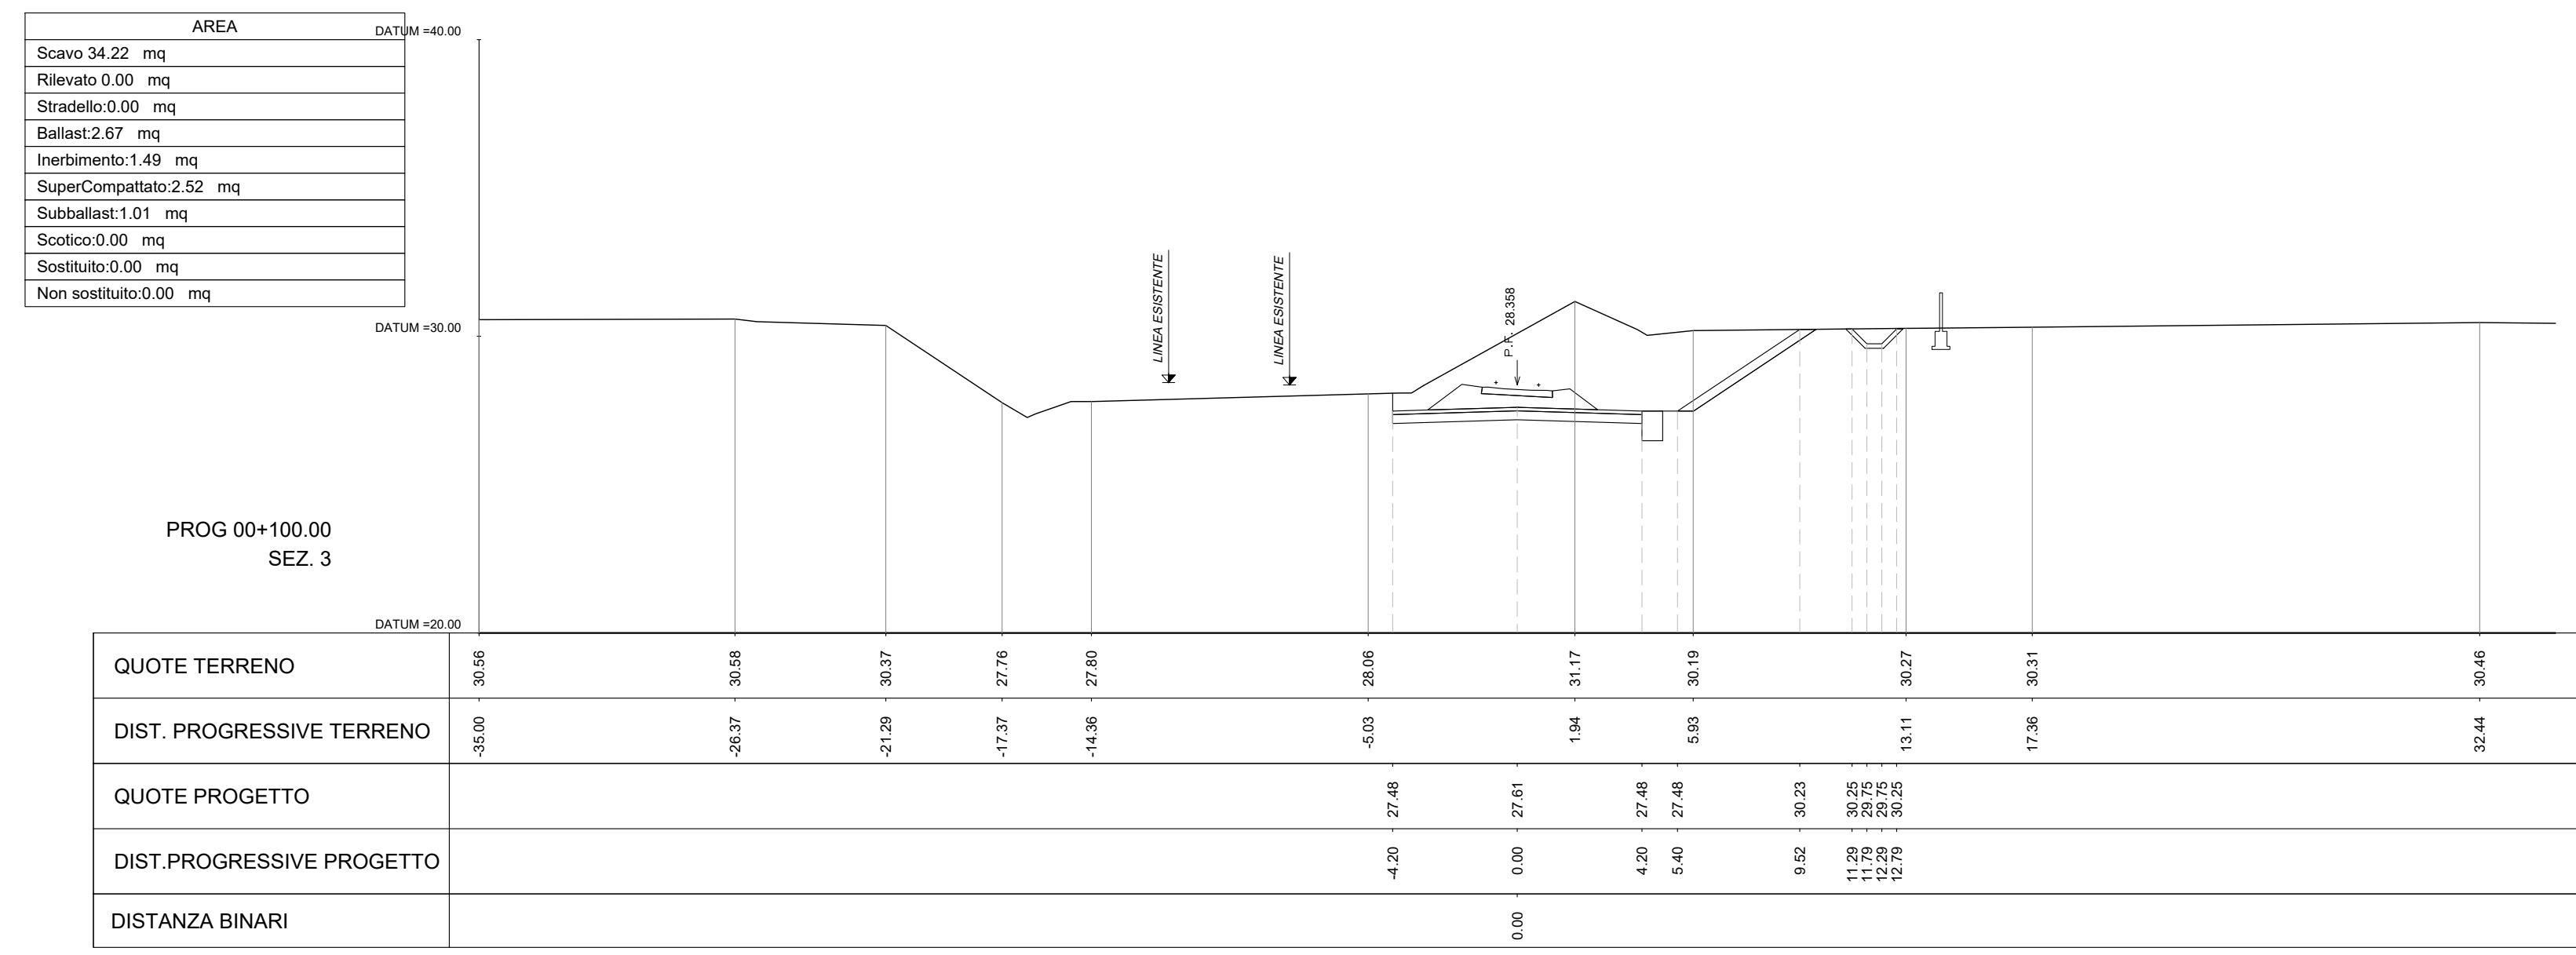 AREA
Scavo 34.22 mq
Rilevato 0.00 mq
Stradello:0.00 mq
Ballast:2.67 mq
Inerbimento:1.49 mq
SuperCompattato:2.52 mq
Subballast:1.01 mq
Scotico:0.00 mq
Sostituito:0.00 mq
Non sostituito:0.00 mq
DATUM =40.00
DATUM =30.00
LINEA ESISTENTE
LINEA ESISTENTE
P.F. 28.358
PROG 00+100.00
SEZ. 3
DATUM =20.00
QUOTE TERRENO 30.56 30.58 30.37 27.76 27.80 28.06 31.17 30.19 30.27 30.31 30.46
DIST. PROGRESSIVE TERRENO -35.00 -26.37 -21.29 -17.37 -14.36 -5.03 1.94 5.93 13.11 17.36 32.44
QUOTE PROGETTO 27.48 27.61 27.48 27.48 30.23 30.25 29.75 29.75 30.25
DIST.PROGRESSIVE PROGETTO -4.20 0.00 4.20 5.40 9.52 11.29 11.79 12.29 12.79
DISTANZA BINARI 0.00